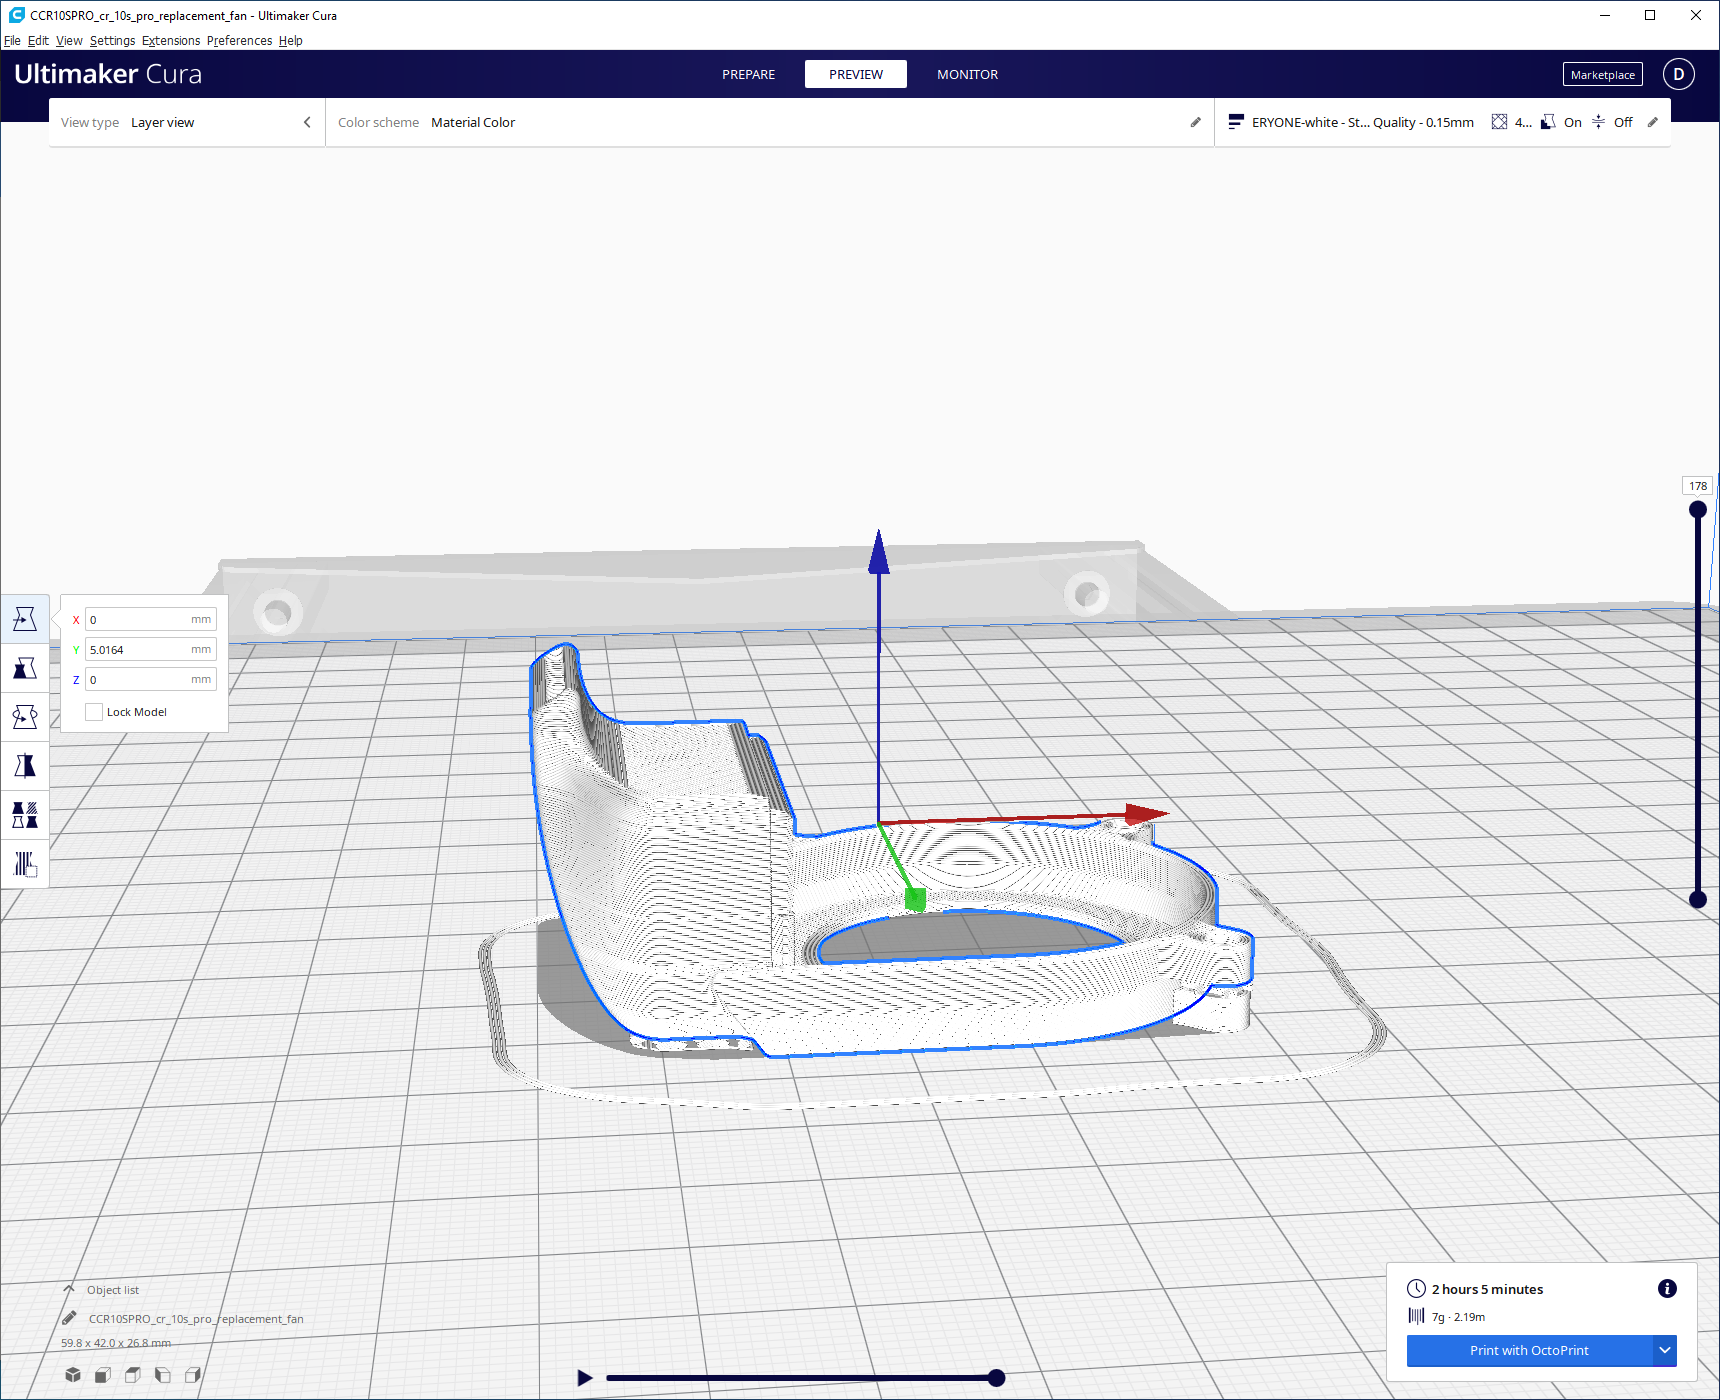 CCR10SPRO_cr_10s_pro_replacement_fan - Ultimaker Cura
File Edit View Settings Extensions Preferences Help
Ultimaker Cura
PREPARE PREVIEW MONITOR
Marketplace D
View type Layer view
Color scheme Material Color
ERYONE-white - St... Quality - 0.15mm 4... On Off
178
X 0 mm
Y 5.0164 mm
Z 0 mm
Lock Model
Object list
CCR10SPRO_cr_10s_pro_replacement_fan
59.8 x 42.0 x 26.8 mm
2 hours 5 minutes
7g · 2.19m
Print with OctoPrint